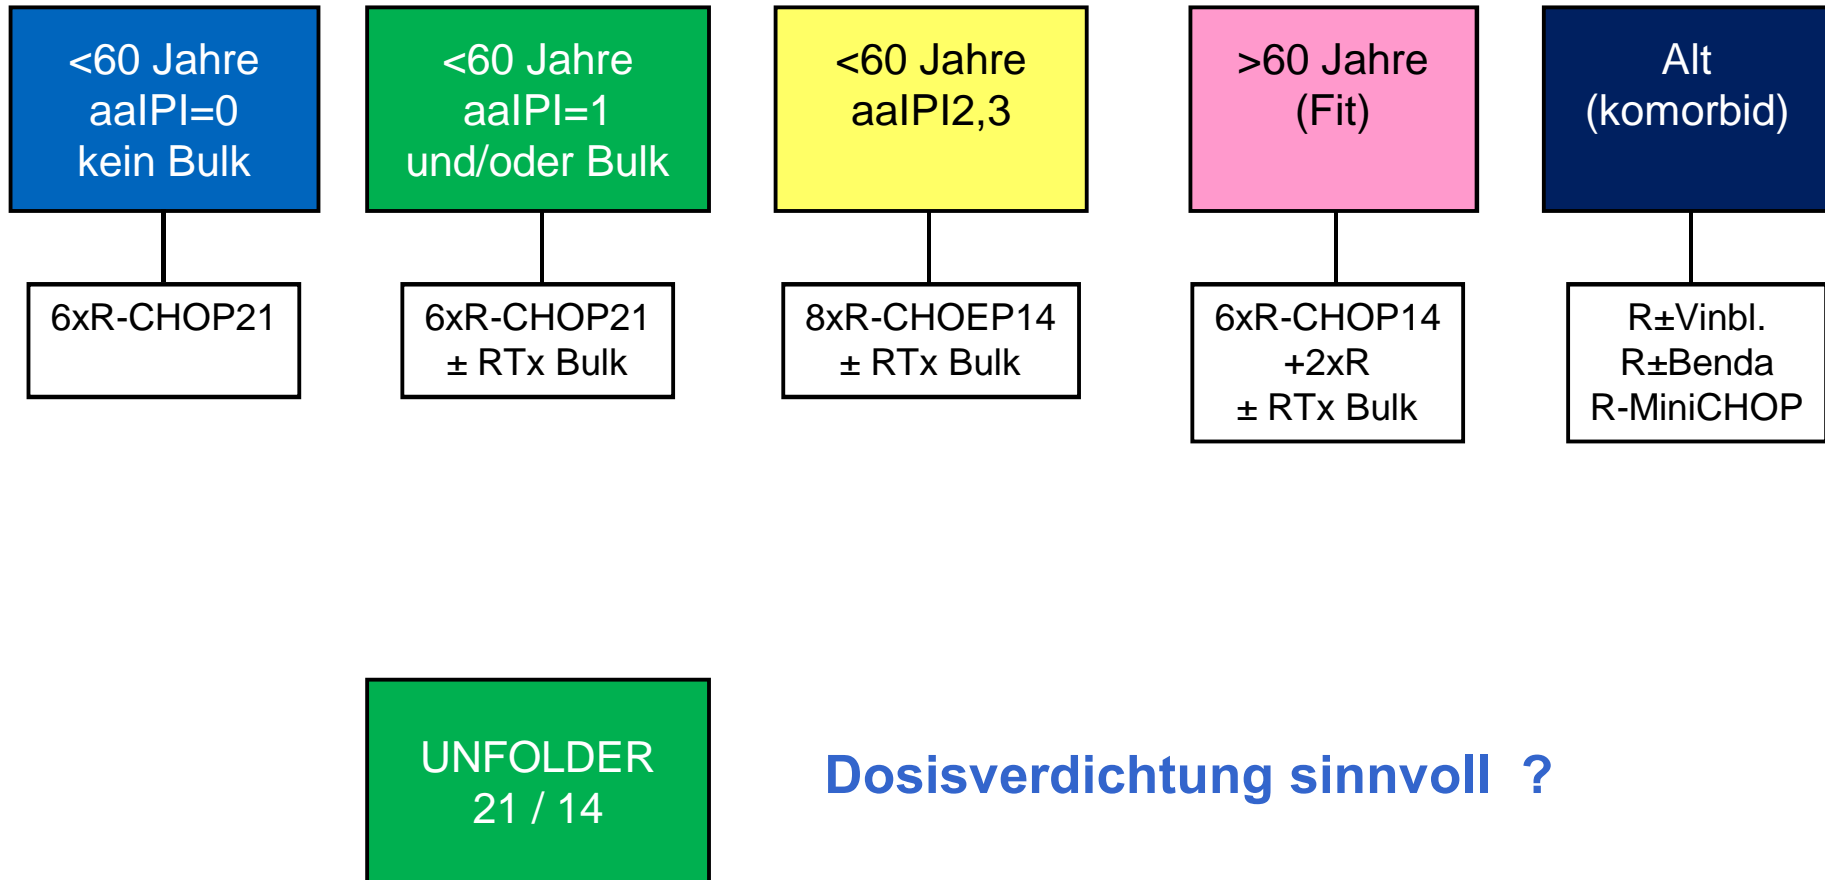 <60 Jahre
aaIPI=0
kein Bulk
<60 Jahre
aaIPI=1
und/oder Bulk
<60 Jahre
aaIPI2,3
>60 Jahre
(Fit)
Alt
(komorbid)
6xR-CHOP21
6xR-CHOP21
± RTx Bulk
8xR-CHOEP14
± RTx Bulk
6xR-CHOP14
+2xR
± RTx Bulk
R±Vinbl.
R±Benda
R-MiniCHOP
UNFOLDER
21 / 14
Dosisverdichtung sinnvoll ?